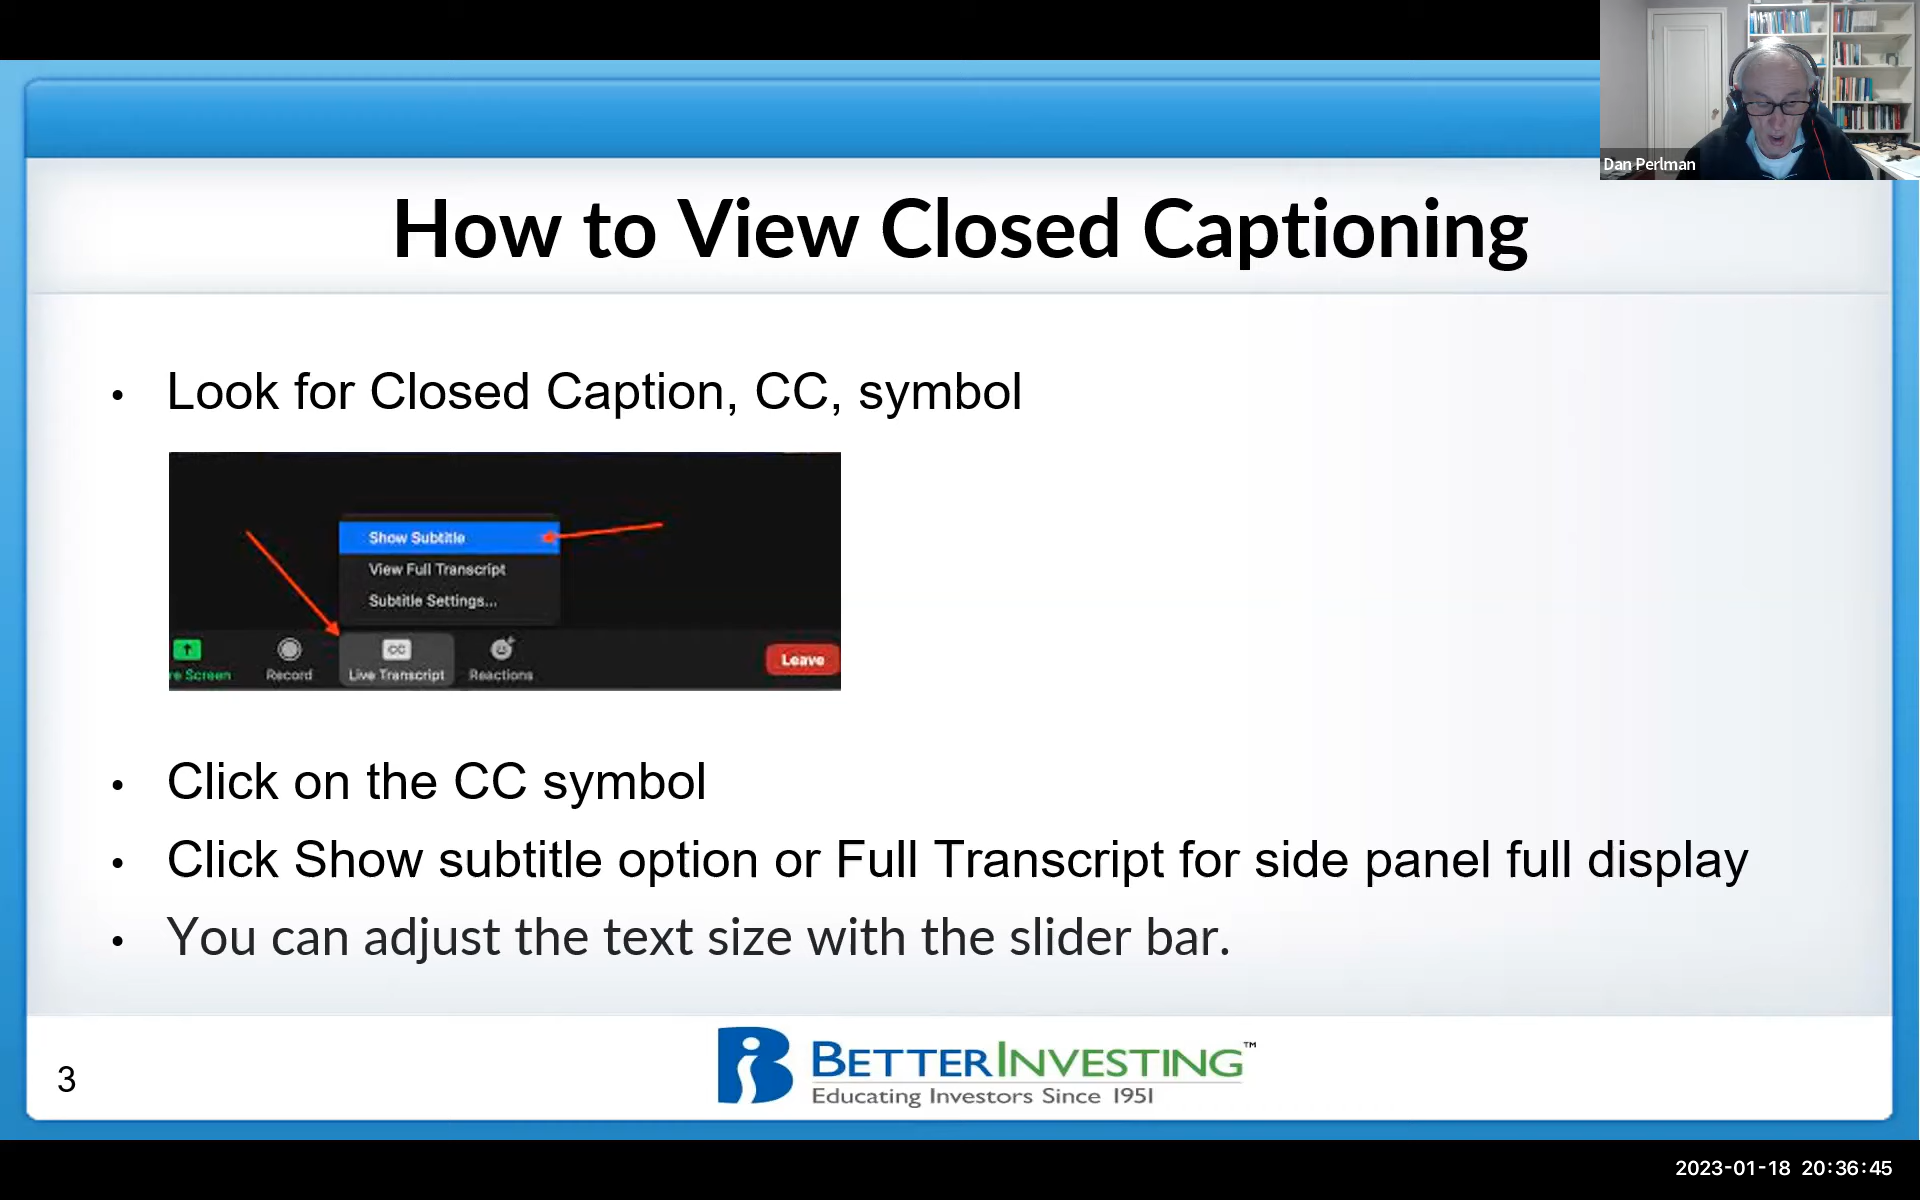 Dan Perlman
How to View Closed Captioning
• Look for Closed Caption, CC, symbol
Show Subtitle
View Full Transcript
Subtitle Settings...
CC
re Screen Record Live Transcript Reactions Leave
• Click on the CC symbol
• Click Show subtitle option or Full Transcript for side panel full display
• You can adjust the text size with the slider bar.
3
BETTERINVESTING™
Educating Investors Since 1951
2023-01-18 20:36:45